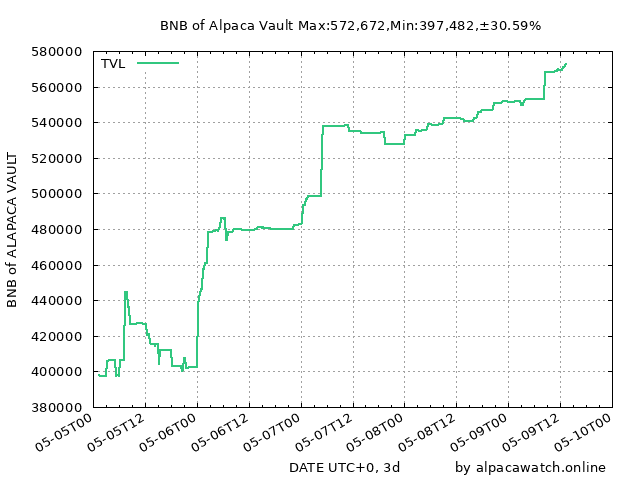 BNB of Alpaca Vault Max:572,672,Min:397,482,±30.59%
TVL
BNB of ALAPACA VAULT
580000
560000
540000
520000
500000
480000
460000
440000
420000
400000
380000
05-05T00
05-05T12
05-06T00
05-06T12
05-07T00
05-07T12
05-08T00
05-08T12
05-09T00
05-09T12
05-10T00
DATE UTC+0, 3d
by alpacawatch.online